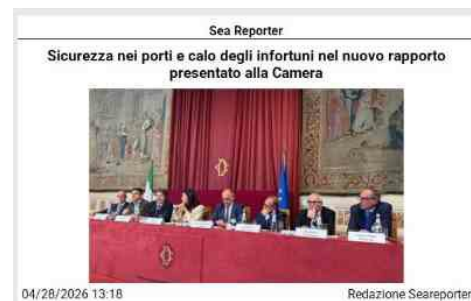 Sea Reporter
Sicurezza nei porti e calo degli infortuni nel nuovo rapporto
presentato alla Camera
04/28/2026 13:18
Redazione Seareporter